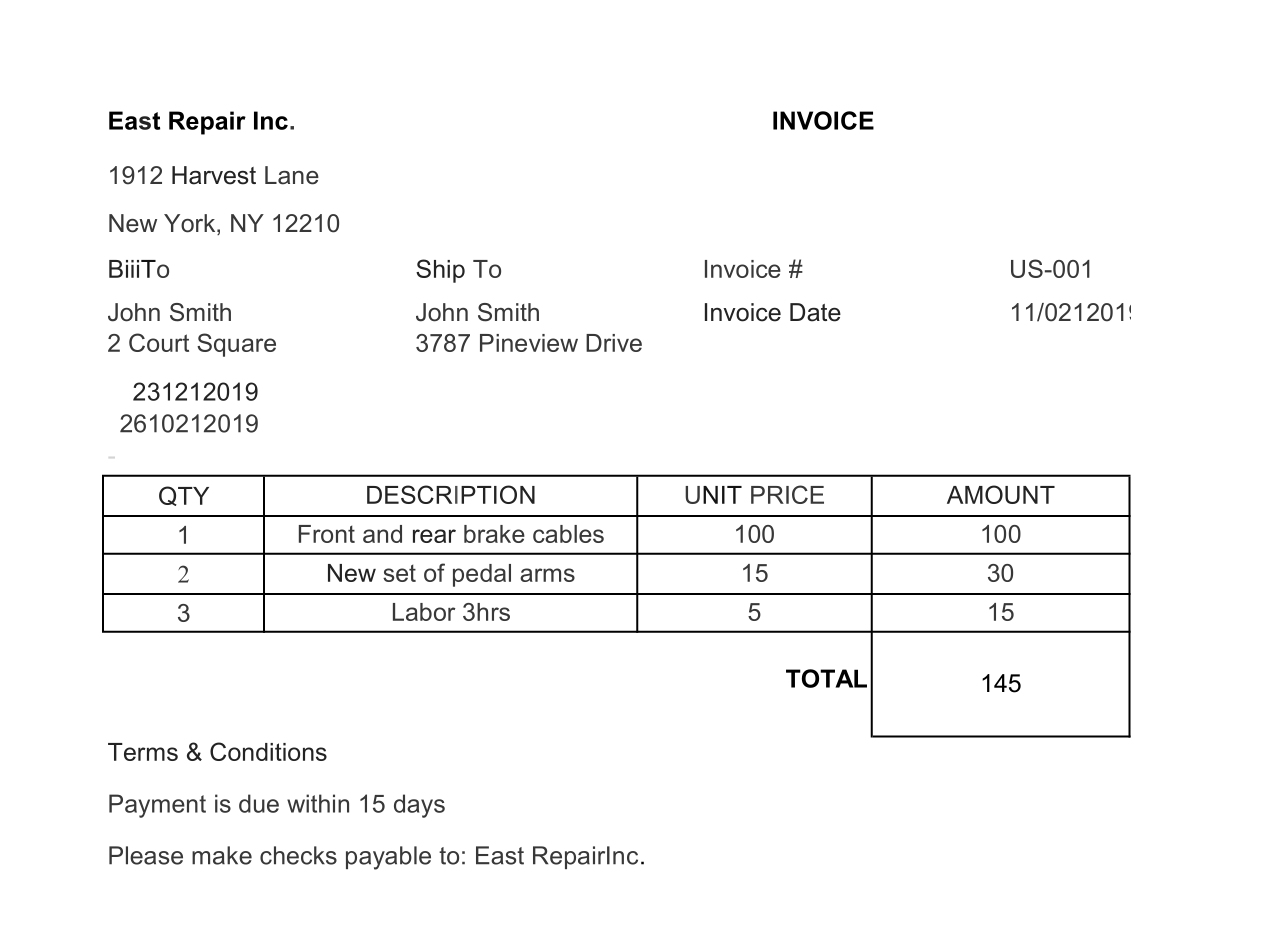 East Repair Inc. INVOICE
1912 Harvest Lane
New York, NY 12210
BiiiTo Ship To Invoice # US-001
John Smith John Smith Invoice Date 11/0212019
2 Court Square 3787 Pineview Drive
231212019
2610212019
QTY DESCRIPTION UNIT PRICE AMOUNT
1 Front and rear brake cables 100 100
2 New set of pedal arms 15 30
3 Labor 3hrs 5 15
TOTAL 145
Terms & Conditions
Payment is due within 15 days
Please make checks payable to: East RepairInc.